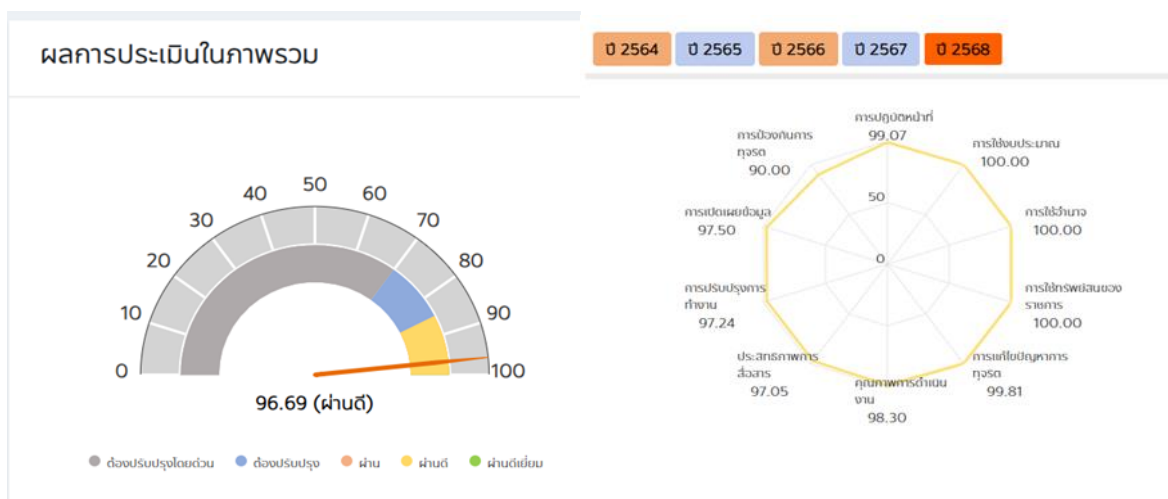 ผลการประเมินในภาพรวม
0
10
20
30
40
50
60
70
80
90
100
96.69 (ผ่านดี)
ต้องปรับปรุงโดยด่วน ต้องปรับปรุง ผ่าน ผ่านดี ผ่านดีเยี่ยม
ปี 2564 ปี 2565 ปี 2566 ปี 2567 ปี 2568
การปฏิบัติหน้าที่
99.07
การใช้งบประมาณ
100.00
การใช้อำนาจ
100.00
การใช้ทรัพย์สินของ
ราชการ
100.00
การแก้ไขปัญหาการ
ทุจริต
99.81
คุณภาพการดำเนิน
งาน
98.30
ประสิทธิภาพการ
สื่อสาร
97.05
การปรับปรุงการ
ทำงาน
97.24
การเปิดเผยข้อมูล
97.50
การป้องกันการ
ทุจริต
90.00
50
0